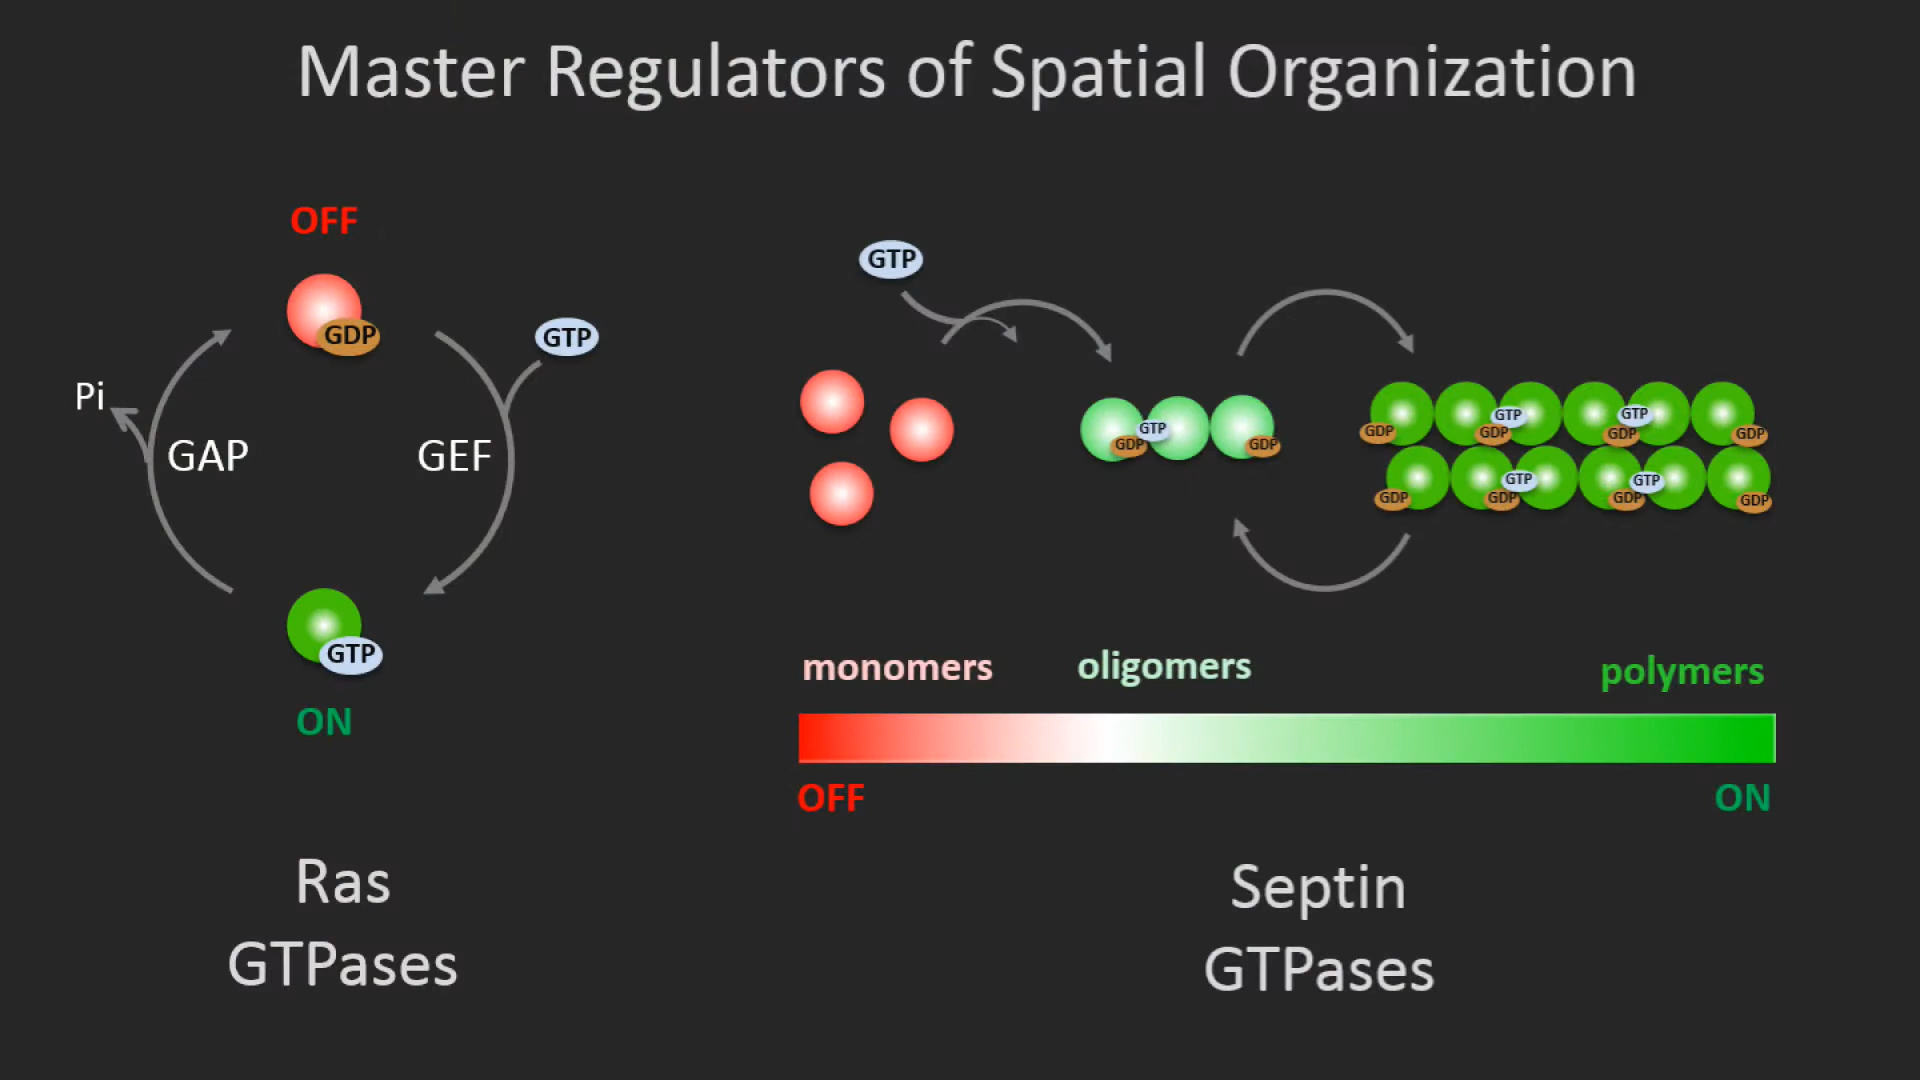 Master Regulators of Spatial Organization
OFF
GDP
GTP
Pi
GAP
GEF
GTP
ON
Ras
GTPases
GTP
GTP
GDP
GDP
GTP
GTP
GDP
GDP
GDP
GDP
GTP
GTP
GDP
GDP
GDP
GDP
monomers
oligomers
polymers
OFF
ON
Septin
GTPases